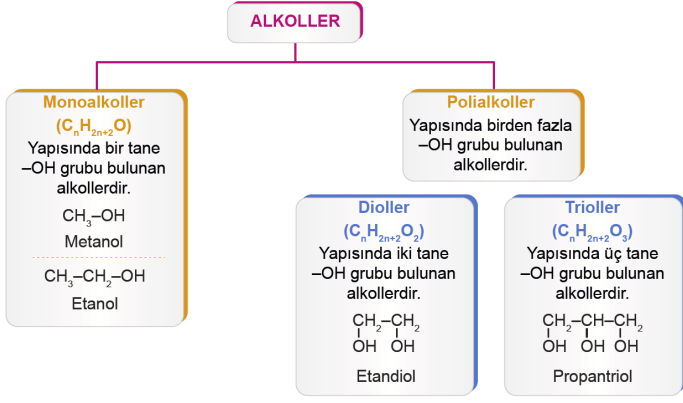 ALKOLLER
Monoalkoller
(CₙH₂ₙ₊₂O)
Yapısında bir tane
–OH grubu bulunan
alkollerdir.
CH₃–OH
Metanol
CH₃–CH₂–OH
Etanol
Polialkoller
Yapısında birden fazla
–OH grubu bulunan
alkollerdir.
Dioller
(CₙH₂ₙ₊₂O₂)
Yapısında iki tane
–OH grubu bulunan
alkollerdir.
CH₂–CH₂
OH OH
Etandiol
Trioller
(CₙH₂ₙ₊₂O₃)
Yapısında üç tane
–OH grubu bulunan
alkollerdir.
CH₂–CH–CH₂
OH OH OH
Propantriol